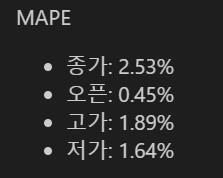 MAPE
• 종가: 2.53%
• 오픈: 0.45%
• 고가: 1.89%
• 저가: 1.64%